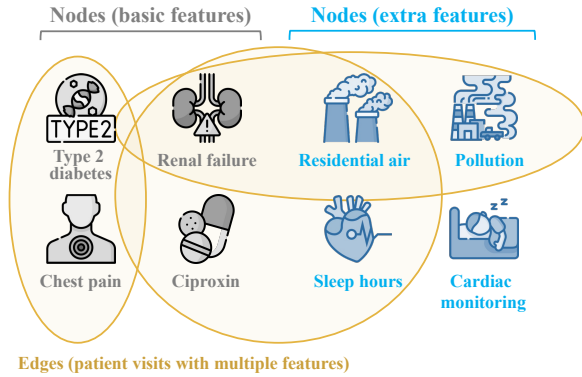 Nodes (basic features)
Nodes (extra features)
TYPE2
Type 2
diabetes
Renal failure
Residential air
Pollution
Chest pain
Ciproxin
Sleep hours
z z
Cardiac
monitoring
Edges (patient visits with multiple features)